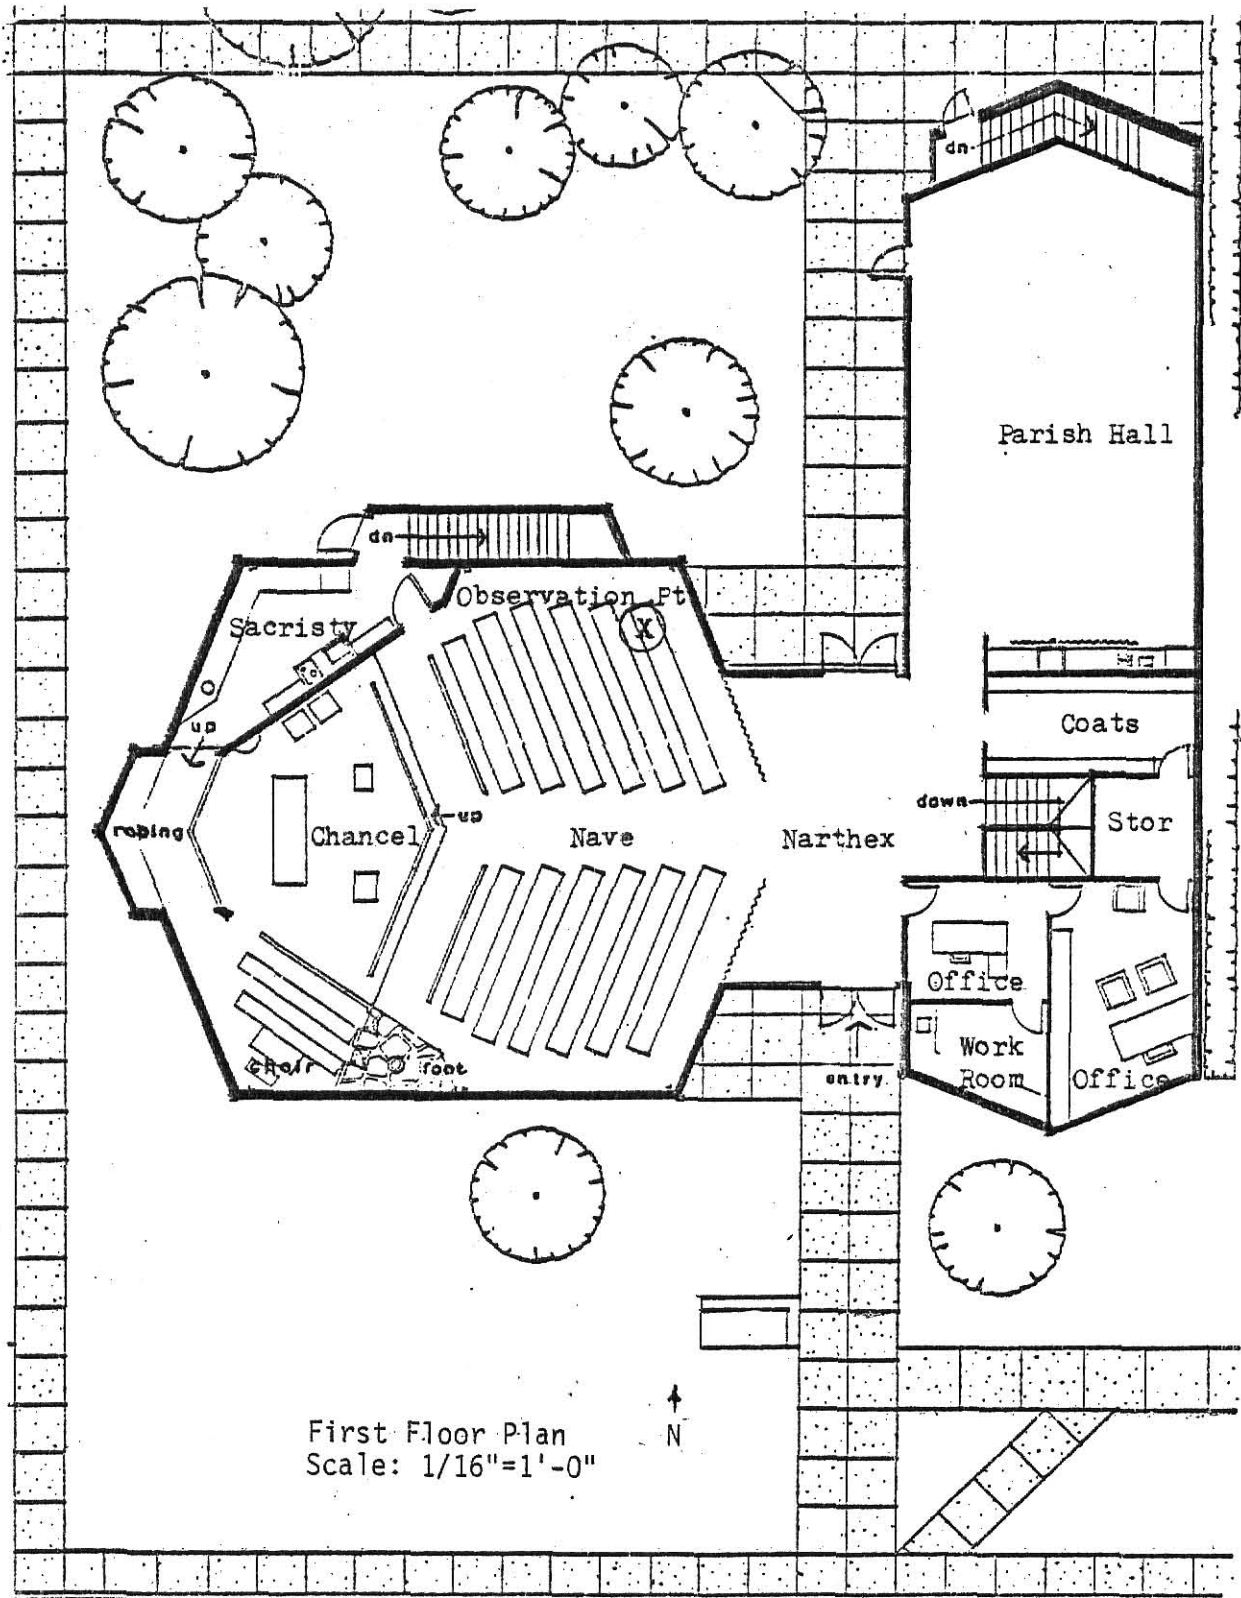 dn
Parish Hall
dn
Observation Pt
X
Sacristy
up
Coats
down
up
Stor
robing
Chancel
Nave
Narthex
Office
choir
font
entry
Work
Room
Office
First Floor Plan
N
Scale: 1/16"=1'-0"